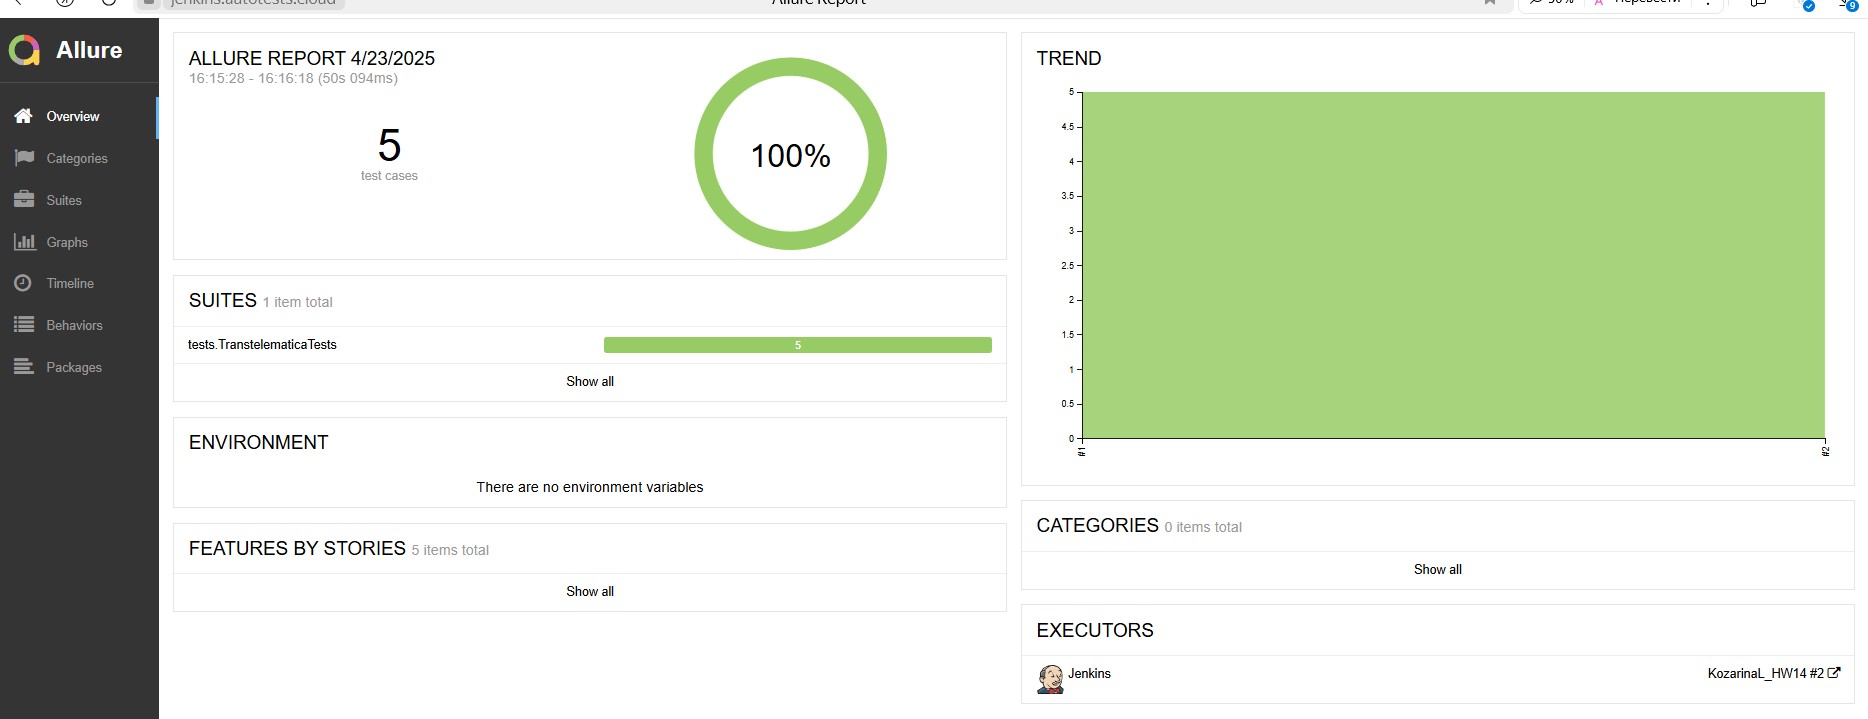 jenkins.autotests.cloud
Allure Report
90%
Перевести
9
Allure
Overview
Categories
Suites
Graphs
Timeline
Behaviors
Packages
ALLURE REPORT 4/23/2025
16:15:28 - 16:16:18 (50s 094ms)
5
test cases
100%
SUITES 1 item total
tests.TranstelematicaTests
5
Show all
ENVIRONMENT
There are no environment variables
FEATURES BY STORIES 5 items total
Show all
TREND
5
4.5
4
3.5
3
2.5
2
1.5
1
0.5
0
#1
#2
CATEGORIES 0 items total
Show all
EXECUTORS
Jenkins
KozarinaL_HW14 #2